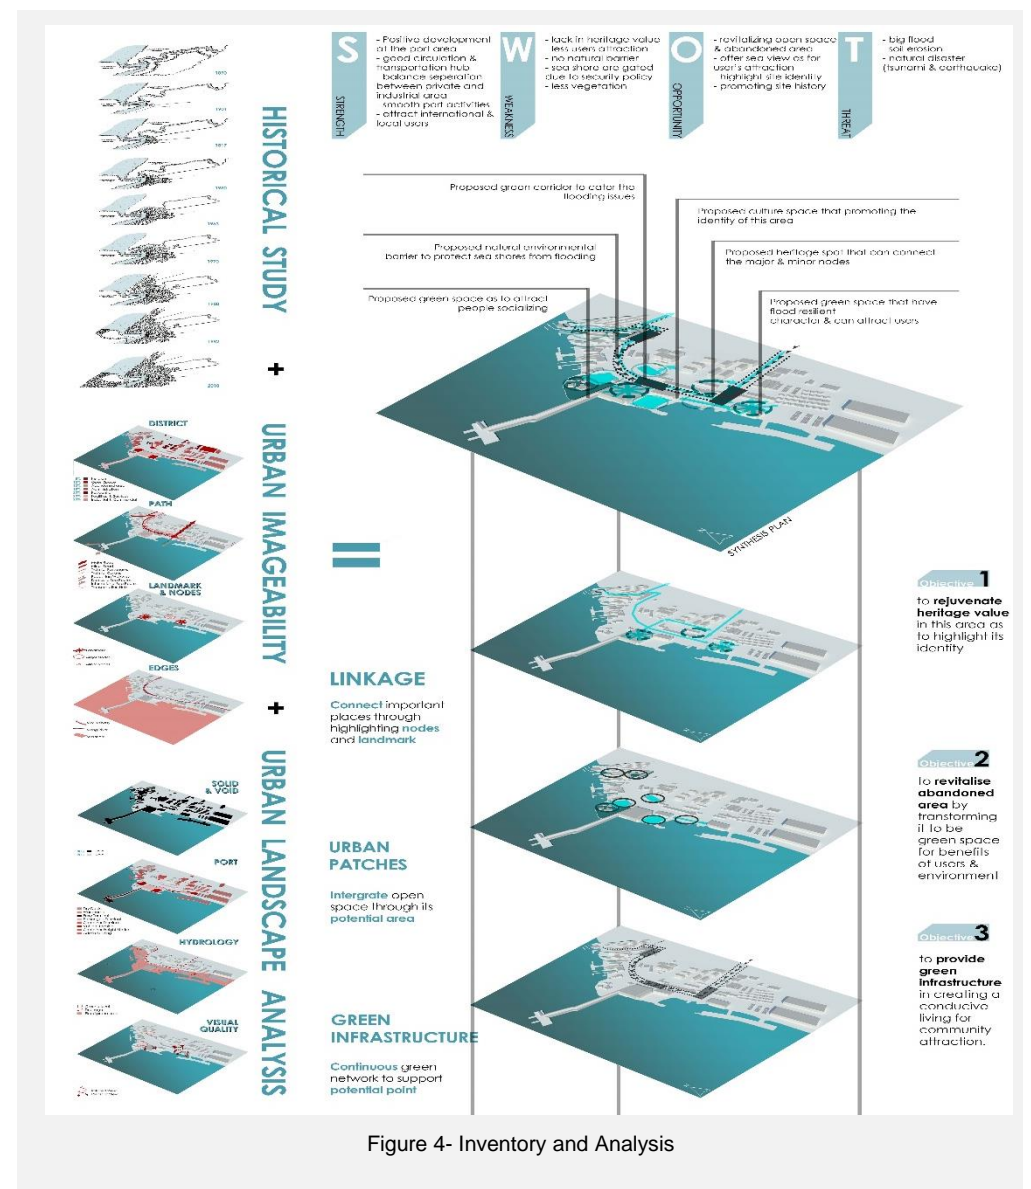 S
STRENGTH
- Positive development
at the port area
- good circulation &
transportation hub
- balance seperation
between private and
industrial area
- smooth port activities
- attract international &
local users
W
WEAKNESS
- lack in heritage value
- less users attraction
- no natural barrier
- sea shore are gated
due to security policy
- less vegetation
O
OPPORTUNITY
- revitalizing open space
& abandoned area
- offer sea view as for
user's attraction
- highlight site identity
- promoting site history
T
THREAT
- big flood
- soil erosion
- natural disaster
(tsunami & earthquake)
HISTORICAL STUDY
+
URBAN IMAGEABILITY
+
URBAN LANDSCAPE ANALYSIS
DISTRICT
PATH
LANDMARK
& NODES
EDGES
SOLID
& VOID
PORT
HYBROLOGY
VISUAL
QUALITY
=
Proposed green corridor to cater the
flooding issues
Proposed natural environmental
barrier to protect sea shores from flooding
Proposed green space as to attract
people socializing
Proposed culture space that promoting the
identity of this area
Proposed heritage spot that can connect
the major & minor nodes
Proposed green space that have
flood resilient
character & can attract users
SYNTHESIS PLAN
LINKAGE
Connect important
places through
highlighting nodes
and landmark
URBAN
PATCHES
Intergrate open
space through its
potential area
GREEN
INFRASTRUCTURE
Continuous green
network to support
potential point
Objective 1
to rejuvenate
heritage value
in this area as
to highlight its
identity
Objective 2
to revitalise
abandoned
area by
transforming
it to be
green space
for benefits
of users &
environment
Objective 3
to provide
green
infrastructure
in creating a
conducive
living for
community
attraction.
Figure 4- Inventory and Analysis